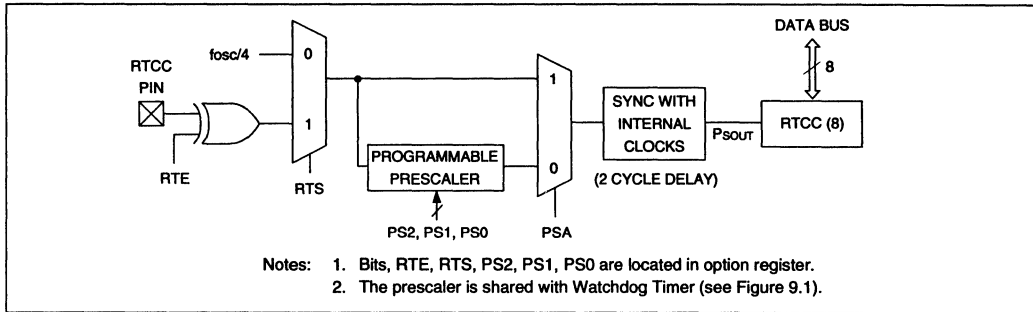 DATA BUS
fosc/4
0
8
RTCC
PIN
1
1
SYNC WITH
INTERNAL
CLOCKS
PSOUT
RTCC (8)
RTE
RTS
PROGRAMMABLE
PRESCALER
0
(2 CYCLE DELAY)
PS2, PS1, PS0
PSA
Notes: 1. Bits, RTE, RTS, PS2, PS1, PS0 are located in option register.
2. The prescaler is shared with Watchdog Timer (see Figure 9.1).